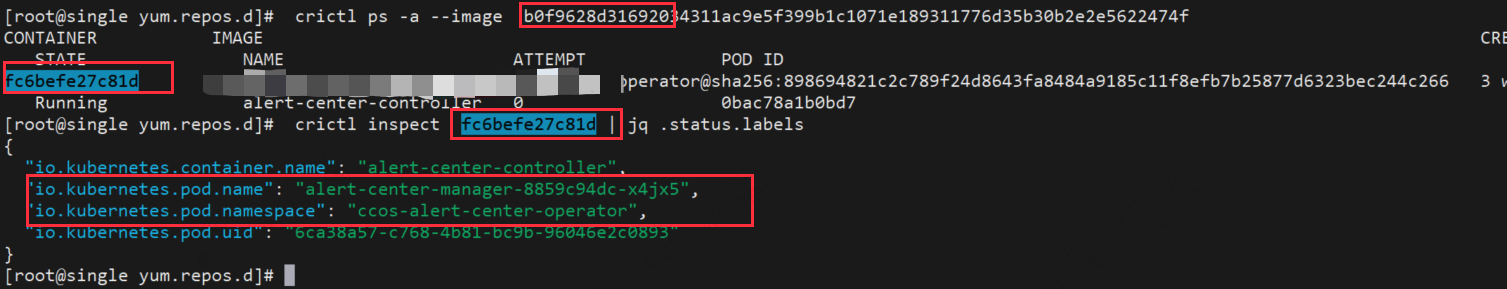 [root@single yum.repos.d]# crictl ps -a --image b0f9628d31692034311ac9e5f399b1c1071e189311776d35b30b2e2e5622474f
CONTAINER IMAGE CRE
STATE NAME ATTEMPT POD ID
fc6befe27c81d operator@sha256:898694821c2c789f24d8643fa8484a9185c11f8efb7b25877d6323bec244c266 3 w
Running alert-center-controller 0 0bac78a1b0bd7
[root@single yum.repos.d]# crictl inspect fc6befe27c81d | jq .status.labels
{
"io.kubernetes.container.name": "alert-center-controller",
"io.kubernetes.pod.name": "alert-center-manager-8859c94dc-x4jx5",
"io.kubernetes.pod.namespace": "ccos-alert-center-operator",
"io.kubernetes.pod.uid": "6ca38a57-c768-4b81-bc9b-96046e2c0893"
}
[root@single yum.repos.d]#